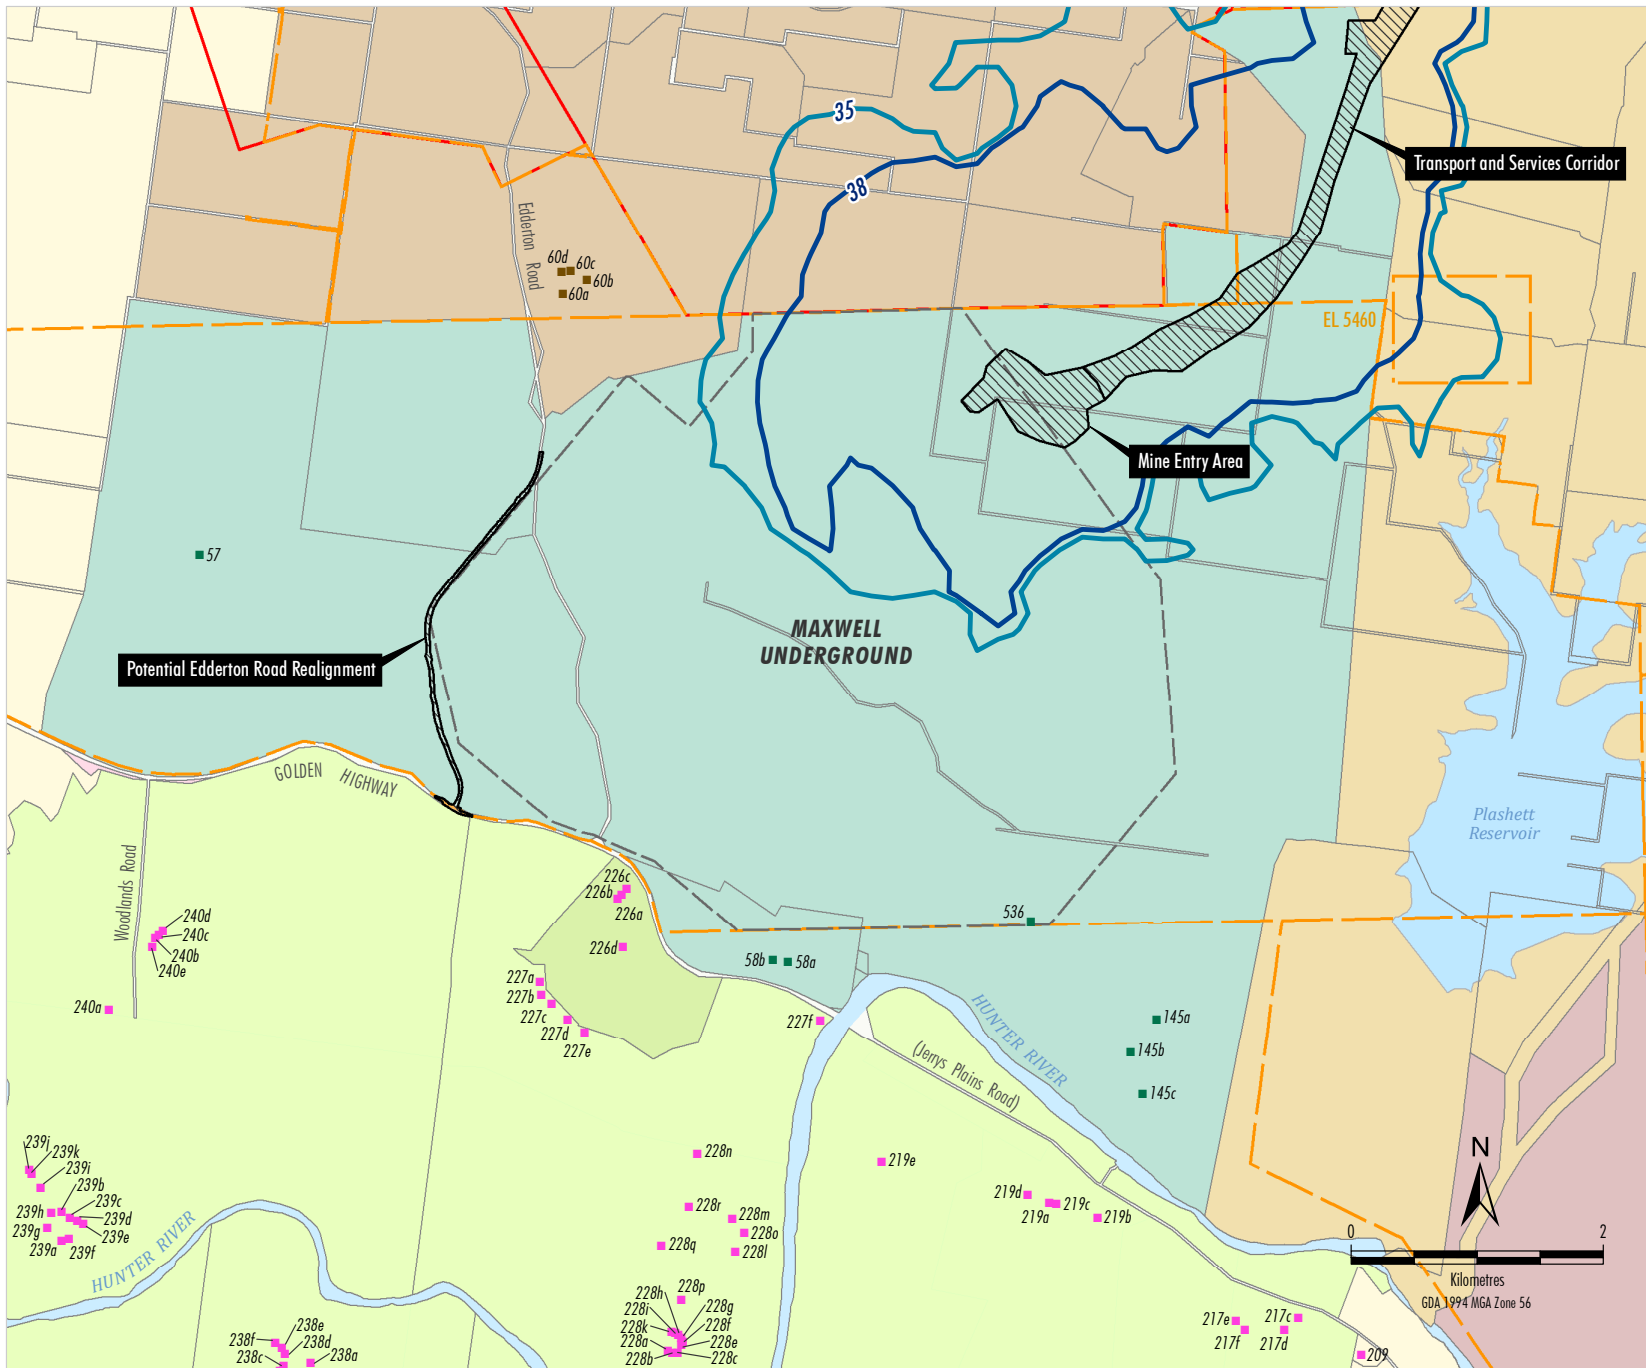 35
38
Transport and Services Corridor
Edderton Road
60d
60c
60b
60a
EL 5460
Mine Entry Area
57
MAXWELL
UNDERGROUND
Potential Edderton Road Realignment
GOLDEN HIGHWAY
Plashett
Reservoir
Woodlands Road
226c
226b
226a
226d
536
240d
240c
240b
240e
240a
58b
58a
227a
227b
227c
227d
227e
227f
HUNTER RIVER
(Jerrys Plains Road)
145a
145b
145c
239j
239k
239i
239b
239c
239d
239h
239e
239g
239a
239f
HUNTER RIVER
228n
219e
228r
228m
228o
228q
228l
219d
219c
219a
219b
N
0
2
Kilometres
GDA 1994 MGA Zone 56
228p
228h
228g
228i
228f
228k
228e
228a
228b
228c
238e
238f
238d
238c
238a
217e
217c
217f
217d
209